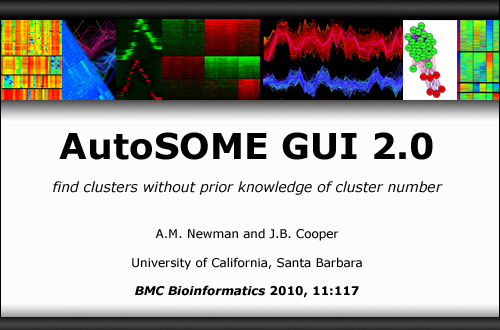 AutoSOME GUI 2.0
find clusters without prior knowledge of cluster number
A.M. Newman and J.B. Cooper
University of California, Santa Barbara
BMC Bioinformatics 2010, 11:117